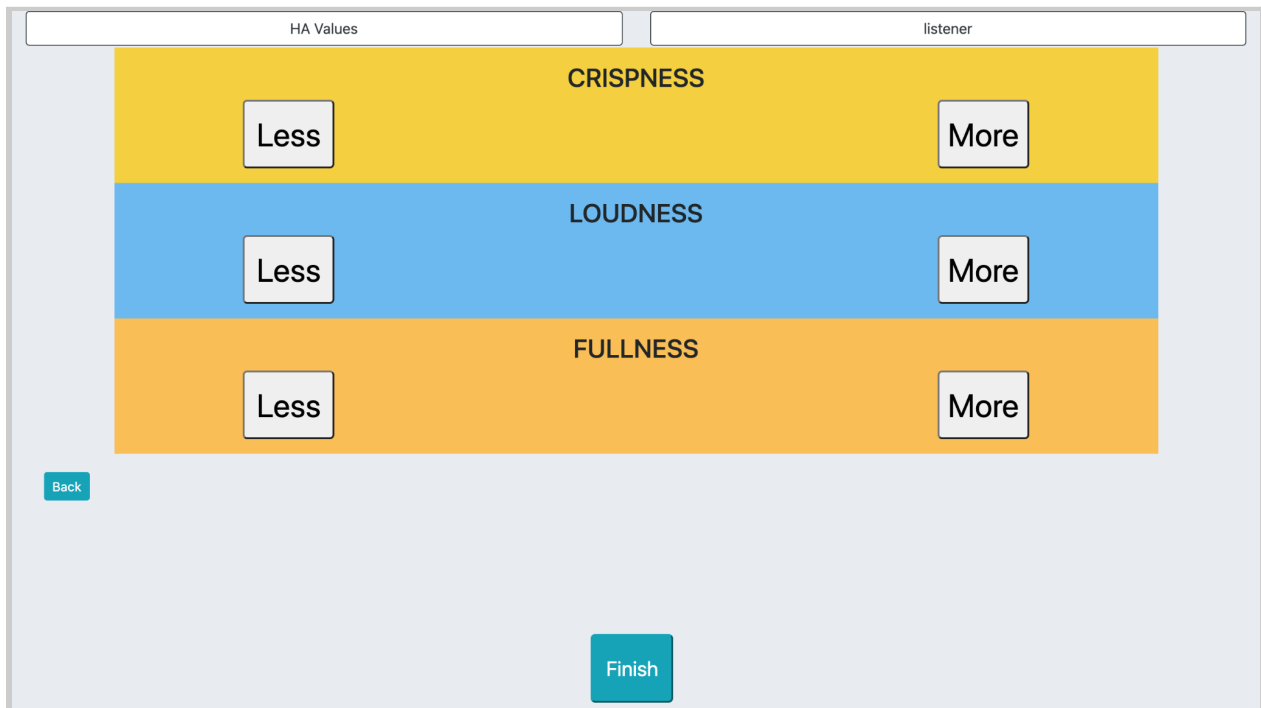 HA Values
listener
CRISPNESS
Less
More
LOUDNESS
Less
More
FULLNESS
Less
More
Back
Finish